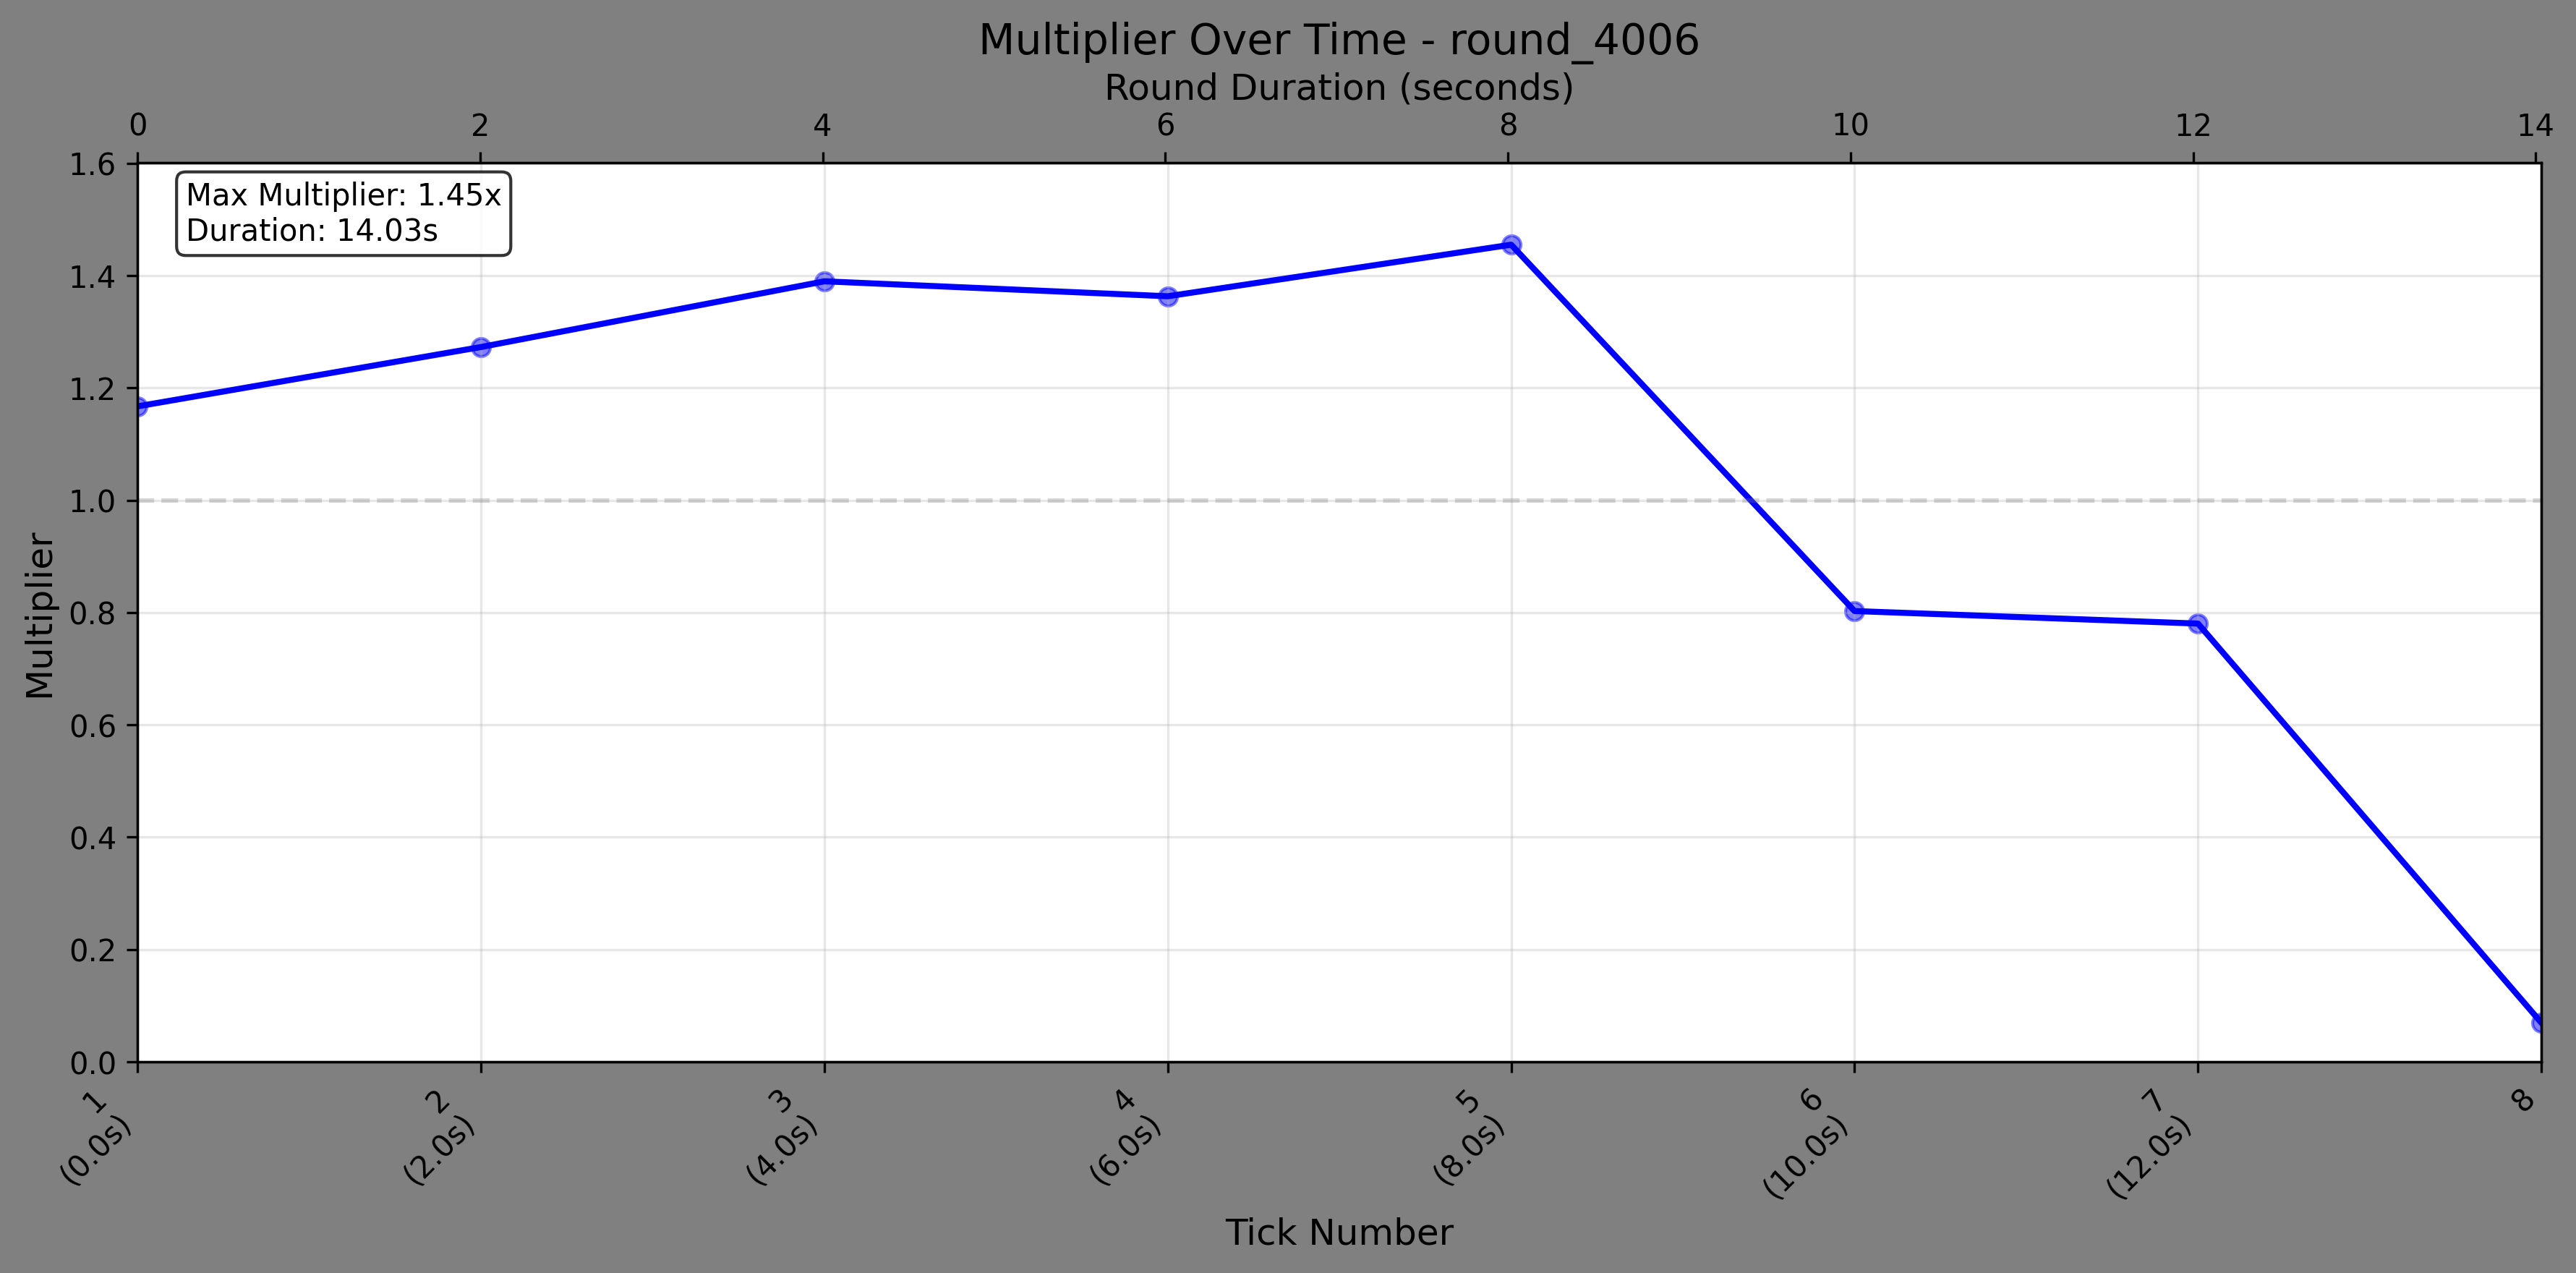 Multiplier Over Time - round_4006
Round Duration (seconds)
0 2 4 6 8 10 12 14
Max Multiplier: 1.45x
Duration: 14.03s
1.6
1.4
1.2
1.0
0.8
0.6
0.4
0.2
0.0
Multiplier
1
(0.0s)
2
(2.0s)
3
(4.0s)
4
(6.0s)
5
(8.0s)
6
(10.0s)
7
(12.0s)
8
Tick Number